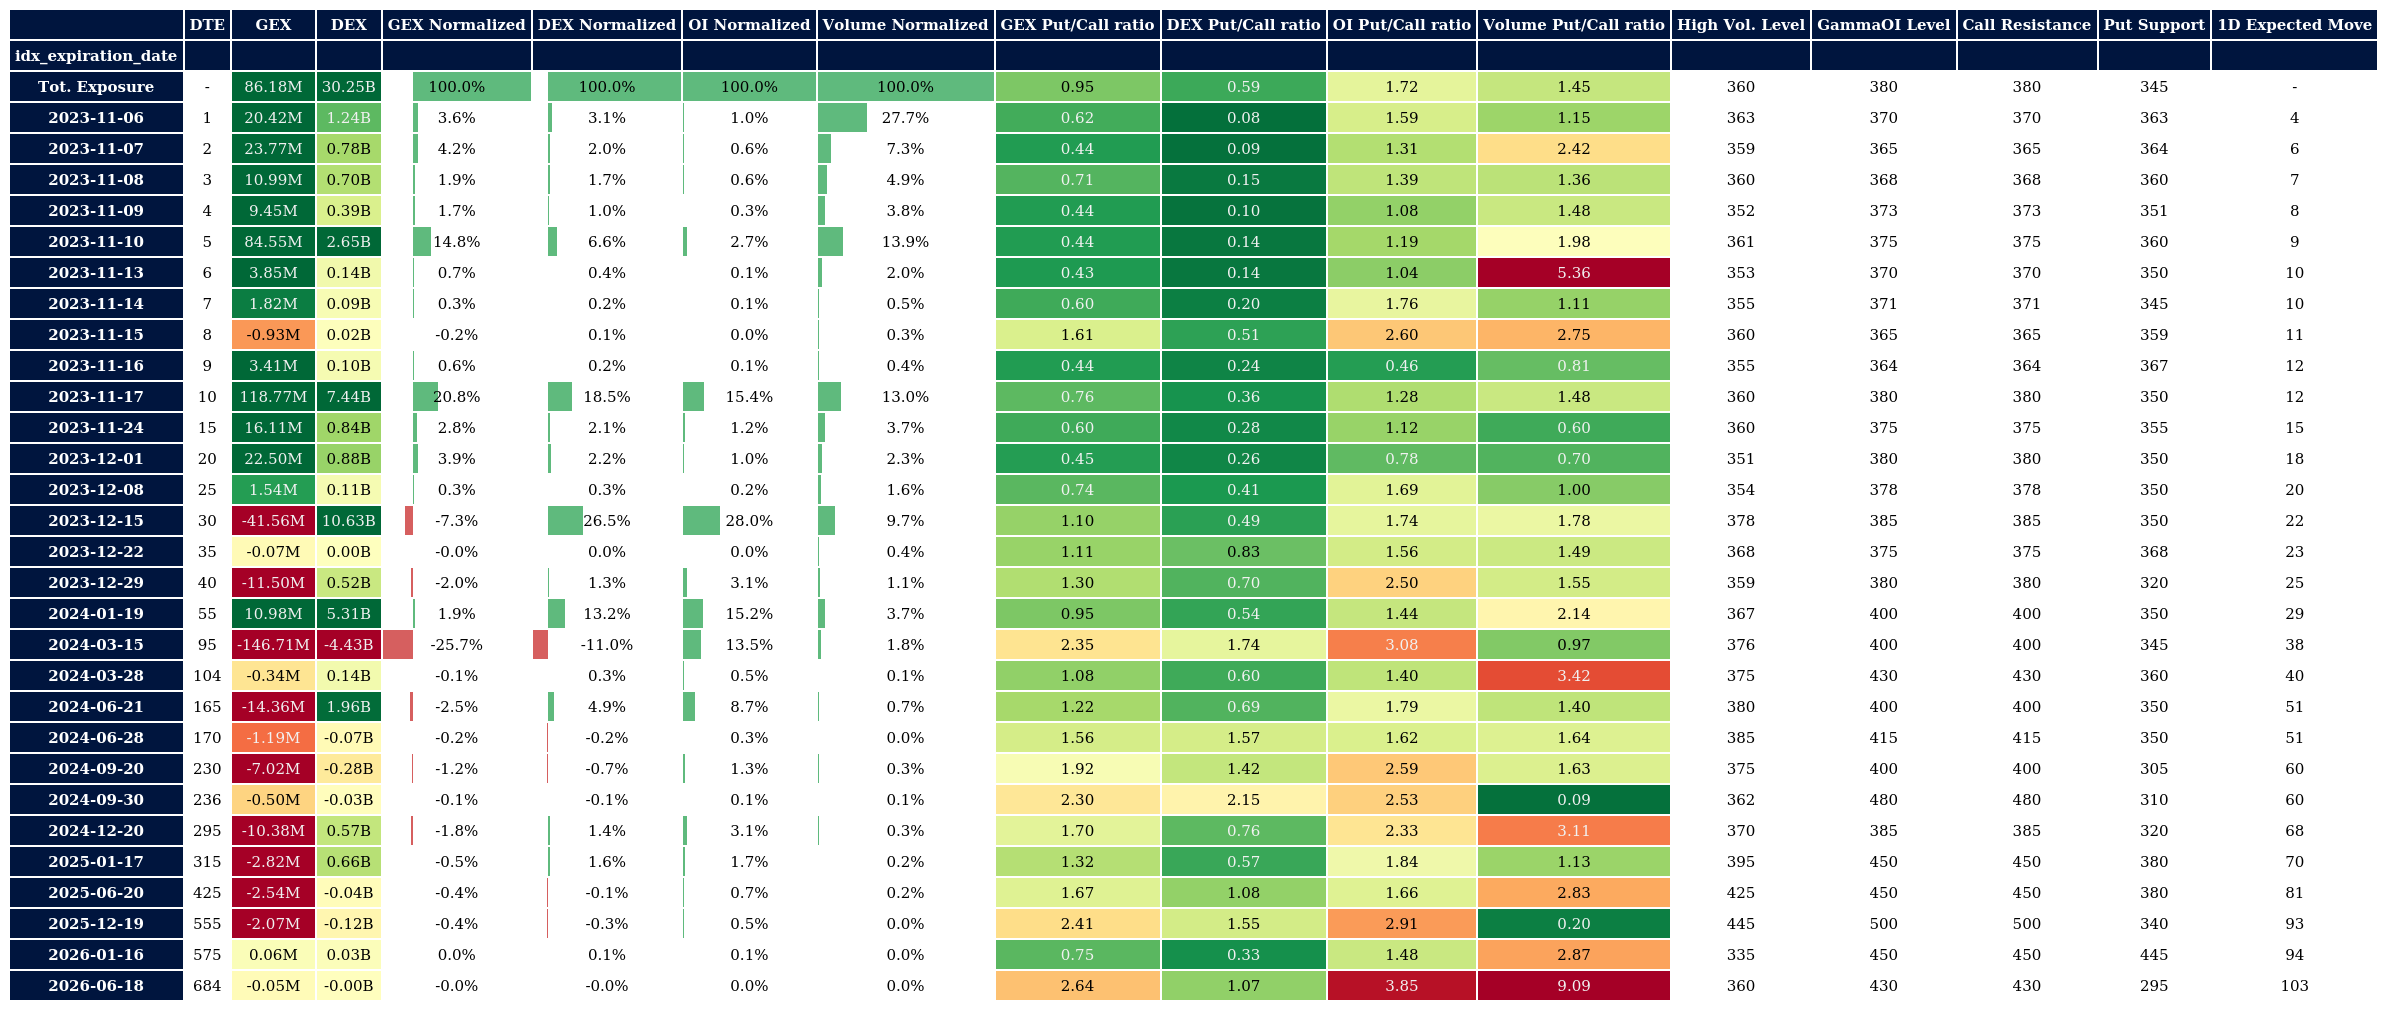 DTE GEX DEX GEX Normalized DEX Normalized OI Normalized Volume Normalized GEX Put/Call ratio DEX Put/Call ratio OI Put/Call ratio Volume Put/Call ratio High Vol. Level GammaOI Level Call Resistance Put Support 1D Expected Move
idx_expiration_date
Tot. Exposure - 86.18M 30.25B 100.0% 100.0% 100.0% 100.0% 0.95 0.59 1.72 1.45 360 380 380 345 -
2023-11-06 1 20.42M 1.24B 3.6% 3.1% 1.0% 27.7% 0.62 0.08 1.59 1.15 363 370 370 363 4
2023-11-07 2 23.77M 0.78B 4.2% 2.0% 0.6% 7.3% 0.44 0.09 1.31 2.42 359 365 365 364 6
2023-11-08 3 10.99M 0.70B 1.9% 1.7% 0.6% 4.9% 0.71 0.15 1.39 1.36 360 368 368 360 7
2023-11-09 4 9.45M 0.39B 1.7% 1.0% 0.3% 3.8% 0.44 0.10 1.08 1.48 352 373 373 351 8
2023-11-10 5 84.55M 2.65B 14.8% 6.6% 2.7% 13.9% 0.44 0.14 1.19 1.98 361 375 375 360 9
2023-11-13 6 3.85M 0.14B 0.7% 0.4% 0.1% 2.0% 0.43 0.14 1.04 5.36 353 370 370 350 10
2023-11-14 7 1.82M 0.09B 0.3% 0.2% 0.1% 0.5% 0.60 0.20 1.76 1.11 355 371 371 345 10
2023-11-15 8 -0.93M 0.02B -0.2% 0.1% 0.0% 0.3% 1.61 0.51 2.60 2.75 360 365 365 359 11
2023-11-16 9 3.41M 0.10B 0.6% 0.2% 0.1% 0.4% 0.44 0.24 0.46 0.81 355 364 364 367 12
2023-11-17 10 118.77M 7.44B 20.8% 18.5% 15.4% 13.0% 0.76 0.36 1.28 1.48 360 380 380 350 12
2023-11-24 15 16.11M 0.84B 2.8% 2.1% 1.2% 3.7% 0.60 0.28 1.12 0.60 360 375 375 355 15
2023-12-01 20 22.50M 0.88B 3.9% 2.2% 1.0% 2.3% 0.45 0.26 0.78 0.70 351 380 380 350 18
2023-12-08 25 1.54M 0.11B 0.3% 0.3% 0.2% 1.6% 0.74 0.41 1.69 1.00 354 378 378 350 20
2023-12-15 30 -41.56M 10.63B -7.3% 26.5% 28.0% 9.7% 1.10 0.49 1.74 1.78 378 385 385 350 22
2023-12-22 35 -0.07M 0.00B -0.0% 0.0% 0.0% 0.4% 1.11 0.83 1.56 1.49 368 375 375 368 23
2023-12-29 40 -11.50M 0.52B -2.0% 1.3% 3.1% 1.1% 1.30 0.70 2.50 1.55 359 380 380 320 25
2024-01-19 55 10.98M 5.31B 1.9% 13.2% 15.2% 3.7% 0.95 0.54 1.44 2.14 367 400 400 350 29
2024-03-15 95 -146.71M -4.43B -25.7% -11.0% 13.5% 1.8% 2.35 1.74 3.08 0.97 376 400 400 345 38
2024-03-28 104 -0.34M 0.14B -0.1% 0.3% 0.5% 0.1% 1.08 0.60 1.40 3.42 375 430 430 360 40
2024-06-21 165 -14.36M 1.96B -2.5% 4.9% 8.7% 0.7% 1.22 0.69 1.79 1.40 380 400 400 350 51
2024-06-28 170 -1.19M -0.07B -0.2% -0.2% 0.3% 0.0% 1.56 1.57 1.62 1.64 385 415 415 350 51
2024-09-20 230 -7.02M -0.28B -1.2% -0.7% 1.3% 0.3% 1.92 1.42 2.59 1.63 375 400 400 305 60
2024-09-30 236 -0.50M -0.03B -0.1% -0.1% 0.1% 0.1% 2.30 2.15 2.53 0.09 362 480 480 310 60
2024-12-20 295 -10.38M 0.57B -1.8% 1.4% 3.1% 0.3% 1.70 0.76 2.33 3.11 370 385 385 320 68
2025-01-17 315 -2.82M 0.66B -0.5% 1.6% 1.7% 0.2% 1.32 0.57 1.84 1.13 395 450 450 380 70
2025-06-20 425 -2.54M -0.04B -0.4% -0.1% 0.7% 0.2% 1.67 1.08 1.66 2.83 425 450 450 380 81
2025-12-19 555 -2.07M -0.12B -0.4% -0.3% 0.5% 0.0% 2.41 1.55 2.91 0.20 445 500 500 340 93
2026-01-16 575 0.06M 0.03B 0.0% 0.1% 0.1% 0.0% 0.75 0.33 1.48 2.87 335 450 450 445 94
2026-06-18 684 -0.05M -0.00B -0.0% -0.0% 0.0% 0.0% 2.64 1.07 3.85 9.09 360 430 430 295 103